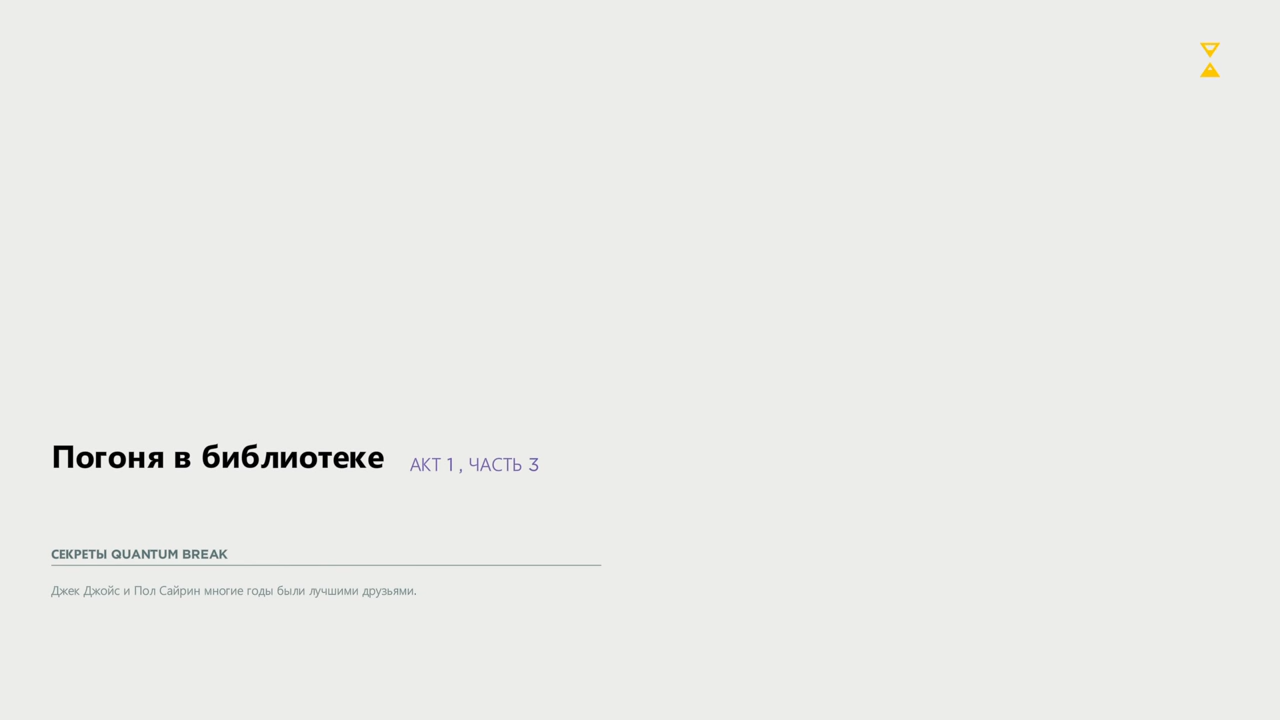 Погоня в библиотеке АКТ 1, ЧАСТЬ 3
СЕКРЕТЫ QUANTUM BREAK
Джек Джойс и Пол Сайрин многие годы были лучшими друзьями.